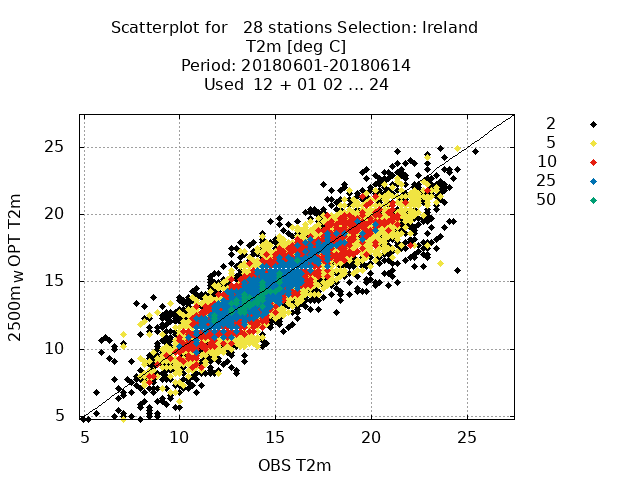 Scatterplot for   28 stations Selection: Ireland
T2m [deg C]
Period: 20180601-20180614
Used  12 + 01 02 ... 24
2500m w OPT T2m
25
20
15
10
5
5 10 15 20 25
OBS T2m
2
5
10
25
50